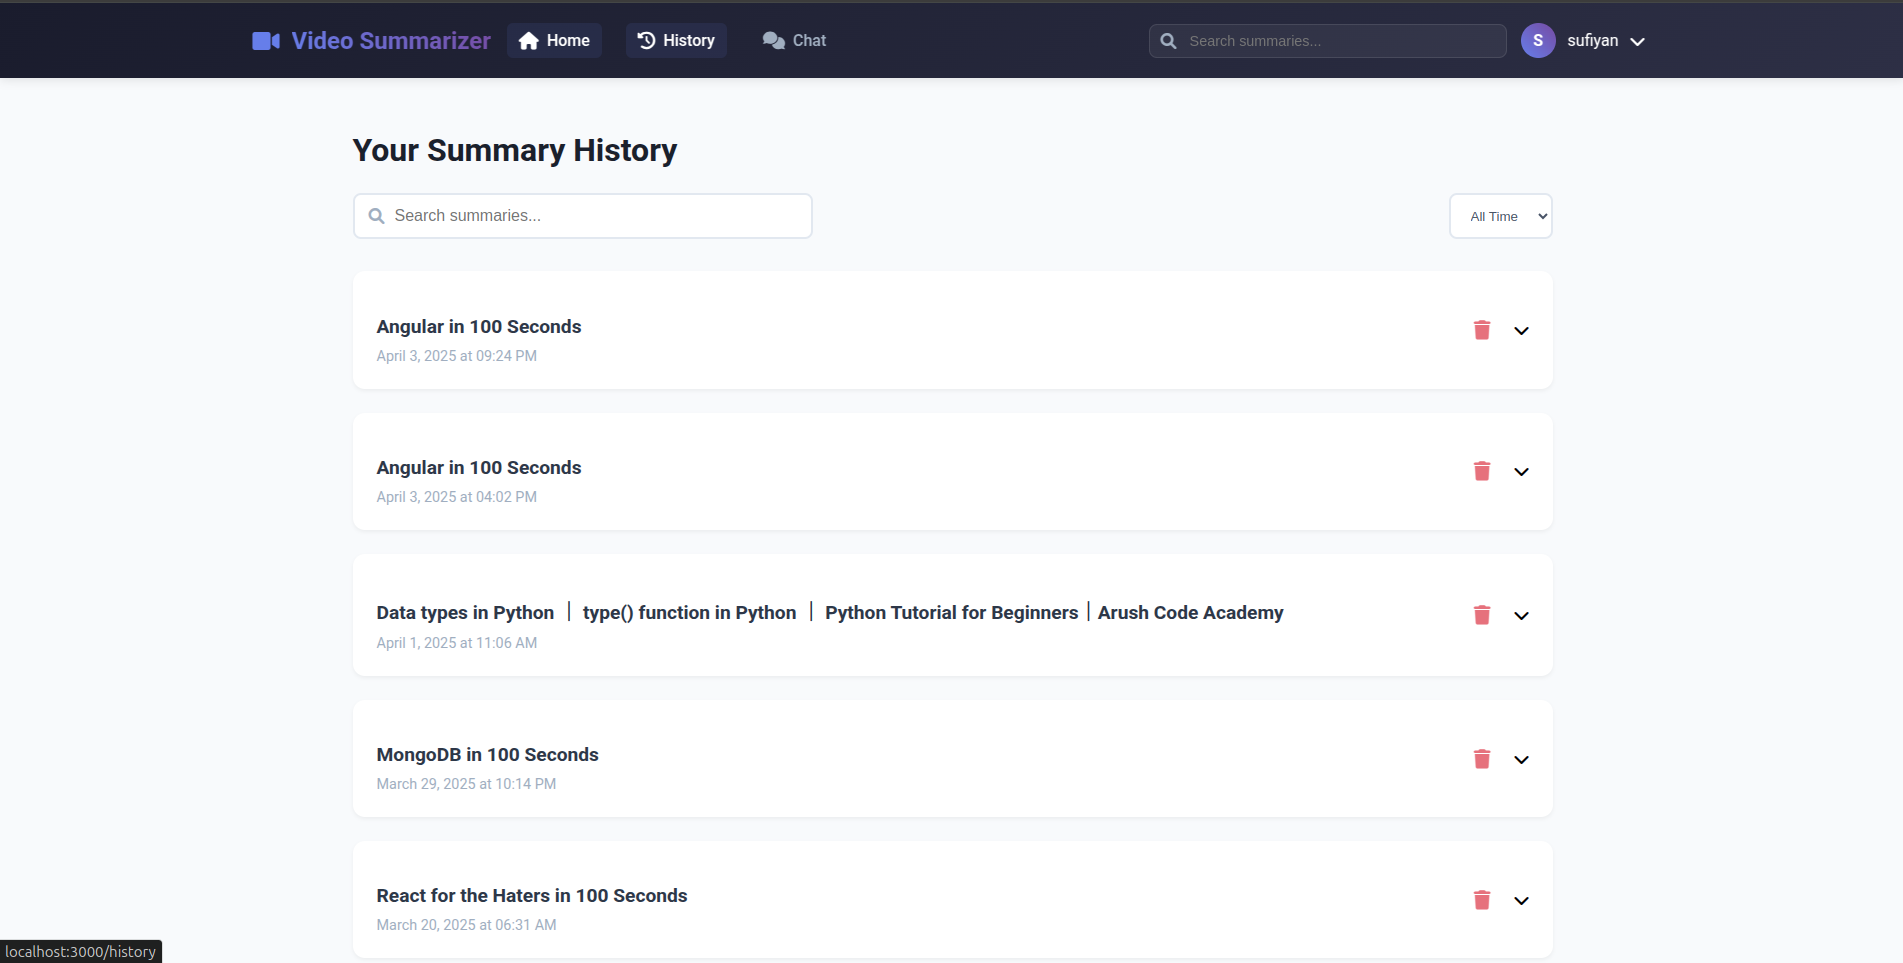 Video Summarizer Home History Chat Search summaries... S sufiyan
Your Summary History
Search summaries... All Time
Angular in 100 Seconds
April 3, 2025 at 09:24 PM
Angular in 100 Seconds
April 3, 2025 at 04:02 PM
Data types in Python | type() function in Python | Python Tutorial for Beginners | Arush Code Academy
April 1, 2025 at 11:06 AM
MongoDB in 100 Seconds
March 29, 2025 at 10:14 PM
React for the Haters in 100 Seconds
March 20, 2025 at 06:31 AM
localhost:3000/history